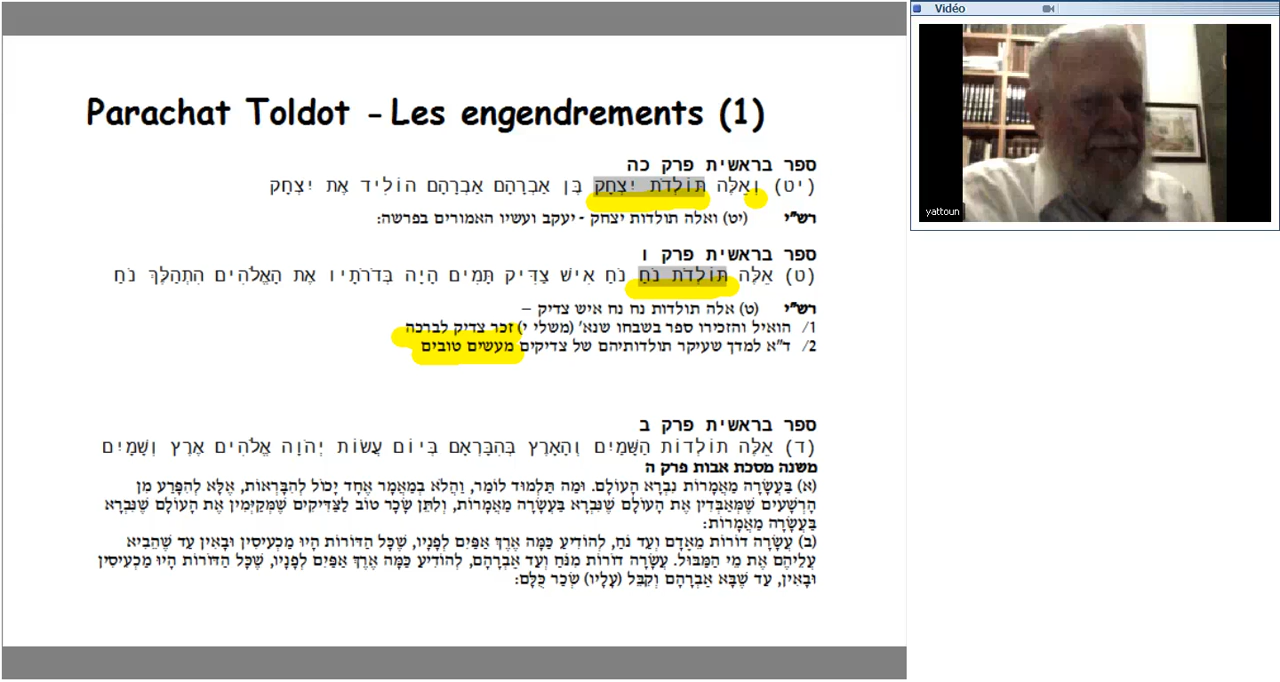 Vidéo
yattoun
Parachat Toldot - Les engendrements (1)
ספר בראשית פרק כה
(יט) וְאֵלֶּה תּוֹלְדֹת יִצְחָק בֶּן אַבְרָהָם אַבְרָהָם הוֹלִיד אֶת יִצְחָק
רש"י (יט) ואלה תולדות יצחק - יעקב ועשיו האמורים בפרשה:
ספר בראשית פרק ו
(ט) אֵלֶּה תּוֹלְדֹת נֹחַ נֹחַ אִישׁ צַדִּיק תָּמִים הָיָה בְּדֹרֹתָיו אֶת הָאֱלֹהִים הִתְהַלֶּךְ נֹחַ
רש"י (ט) אלה תולדות נח נח איש צדיק –
1/ הואיל והזכירו ספר בשבחו שנא' (משלי י) זכר צדיק לברכה
2/ ד"א למדך שעיקר תולדותיהם של צדיקים מעשים טובים
ספר בראשית פרק ב
(ד) אֵלֶּה תוֹלְדוֹת הַשָּׁמַיִם וְהָאָרֶץ בְּהִבָּרְאָם בְּיוֹם עֲשׂוֹת יְהֹוָה אֱלֹהִים אֶרֶץ וְשָׁמָיִם
משנה מסכת אבות פרק ה
(א) בַּעֲשָׂרָה מַאֲמָרוֹת נִבְרָא הָעוֹלָם. וּמַה תַּלְמוּד לוֹמַר, וַהֲלֹא בְמַאֲמָר אֶחָד יָכוֹל לְהִבָּרְאוֹת, אֶלָּא לְהִפָּרַע מִן
הָרְשָׁעִים שֶׁמְּאַבְּדִין אֶת הָעוֹלָם שֶׁנִּבְרָא בַּעֲשָׂרָה מַאֲמָרוֹת, וְלִתֵּן שָׂכָר טוֹב לַצַּדִּיקִים שֶׁמְּקַיְּמִין אֶת הָעוֹלָם שֶׁנִּבְרָא
בַּעֲשָׂרָה מַאֲמָרוֹת:
(ב) עֲשָׂרָה דוֹרוֹת מֵאָדָם וְעַד נֹחַ, לְהוֹדִיעַ כַּמָּה אֶרֶךְ אַפַּיִם לְפָנָיו, שֶׁכָּל הַדּוֹרוֹת הָיוּ מַכְעִיסִין וּבָאִין עַד שֶׁהֵבִיא
עֲלֵיהֶם אֶת מֵי הַמַּבּוּל. עֲשָׂרָה דוֹרוֹת מִנֹּחַ וְעַד אַבְרָהָם, לְהוֹדִיעַ כַּמָּה אֶרֶךְ אַפַּיִם לְפָנָיו, שֶׁכָּל הַדּוֹרוֹת הָיוּ מַכְעִיסִין
וּבָאִין, עַד שֶׁבָּא אַבְרָהָם וְקִבֵּל (עָלָיו) שְׂכַר כֻּלָּם: